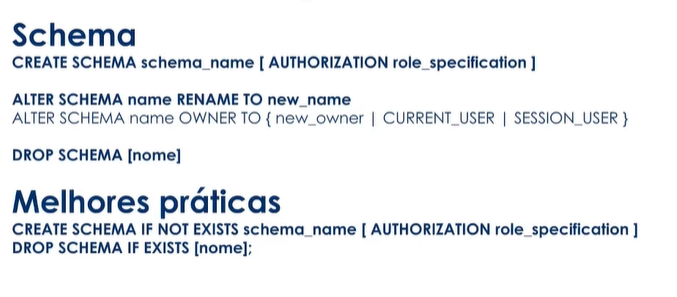 Schema
CREATE SCHEMA schema_name [ AUTHORIZATION role_specification ]
ALTER SCHEMA name RENAME TO new_name
ALTER SCHEMA name OWNER TO { new_owner | CURRENT_USER | SESSION_USER }
DROP SCHEMA [nome]
Melhores práticas
CREATE SCHEMA IF NOT EXISTS schema_name [ AUTHORIZATION role_specification ]
DROP SCHEMA IF EXISTS [nome];